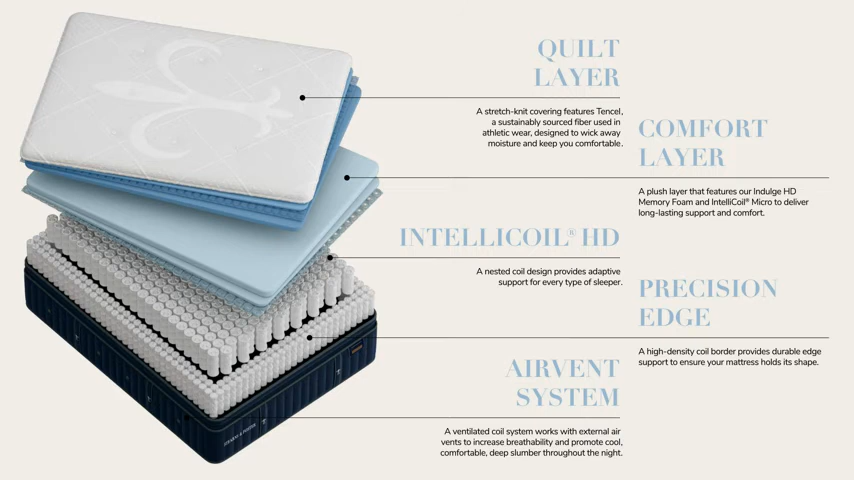 QUILT
LAYER
A stretch-knit covering features Tencel,
a sustainably sourced fiber used in
athletic wear, designed to wick away
moisture and keep you comfortable.
COMFORT
LAYER
A plush layer that features our Indulge HD
Memory Foam and IntelliCoil® Micro to deliver
long-lasting support and comfort.
INTELLICOIL® HD
A nested coil design provides adaptive
support for every type of sleeper.
PRECISION
EDGE
A high-density coil border provides durable edge
support to ensure your mattress holds its shape.
AIRVENT
SYSTEM
A ventilated coil system works with external air
vents to increase breathability and promote cool,
comfortable, deep slumber throughout the night.
STEARNS & FOSTER